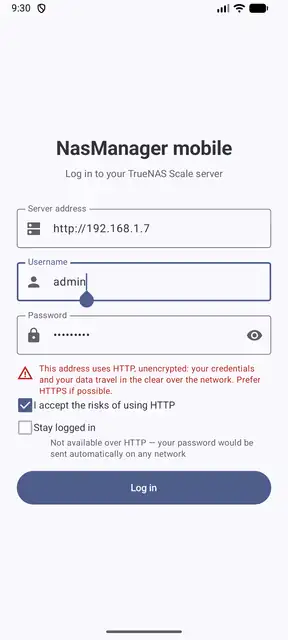 9:30
NasManager mobile
Log in to your TrueNAS Scale server
Server address
http://192.168.1.7
Username
admin
Password
•••••••••
This address uses HTTP, unencrypted: your credentials
and your data travel in the clear over the network. Prefer
HTTPS if possible.
I accept the risks of using HTTP
Stay logged in
Not available over HTTP — your password would be
sent automatically on any network
Log in